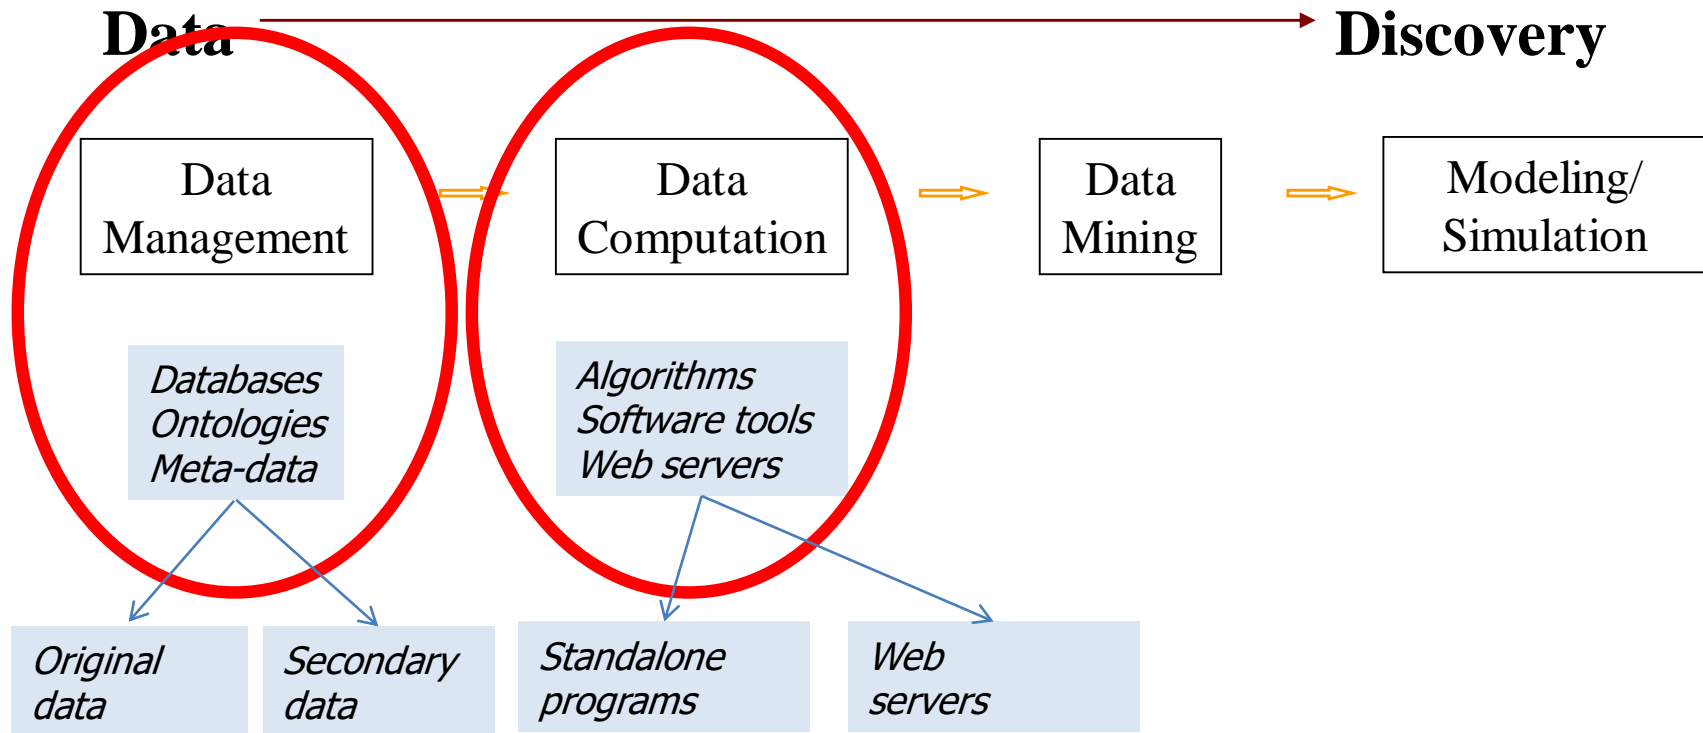 Data
Discovery
Data
Management
Data
Computation
Data
Mining
Modeling/
Simulation
Databases
Ontologies
Meta-data
Algorithms
Software tools
Web servers
Original
data
Secondary
data
Standalone
programs
Web
servers